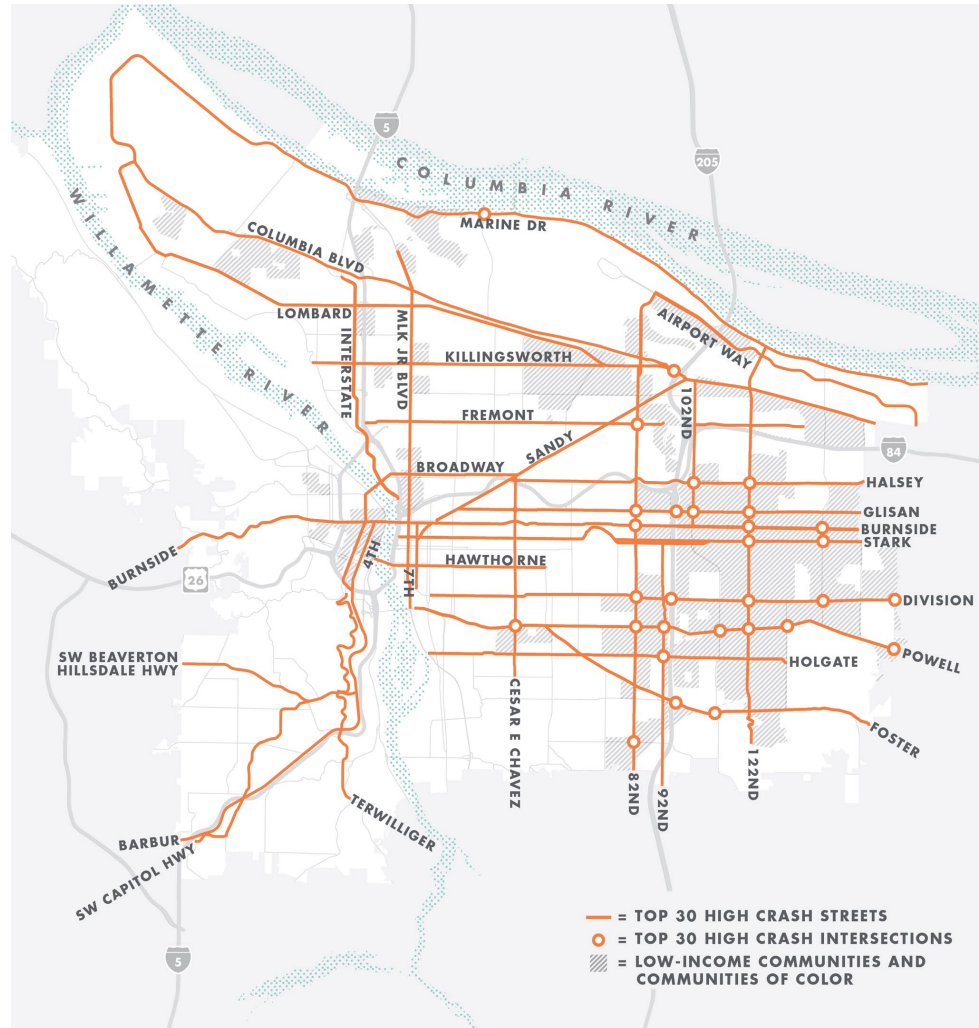 5
COLUMBIA RIVER
205
WILLAMETTE RIVER
MARINE DR
COLUMBIA BLVD
LOMBARD
INTERSTATE
MLK JR BLVD
AIRPORT WAY
KILLINGSWORTH
102ND
FREMONT
SANDY
84
BROADWAY
HALSEY
GLISAN
BURNSIDE
STARK
BURNSIDE
4TH
7TH
HAWTHORNE
26
DIVISION
SW BEAVERTON
HILLSDALE HWY
HOLGATE
POWELL
CESAR E CHAVEZ
FOSTER
82ND
92ND
122ND
TERWILLIGER
BARBUR
SW CAPITOL HWY
5
= TOP 30 HIGH CRASH STREETS
= TOP 30 HIGH CRASH INTERSECTIONS
= LOW-INCOME COMMUNITIES AND
COMMUNITIES OF COLOR